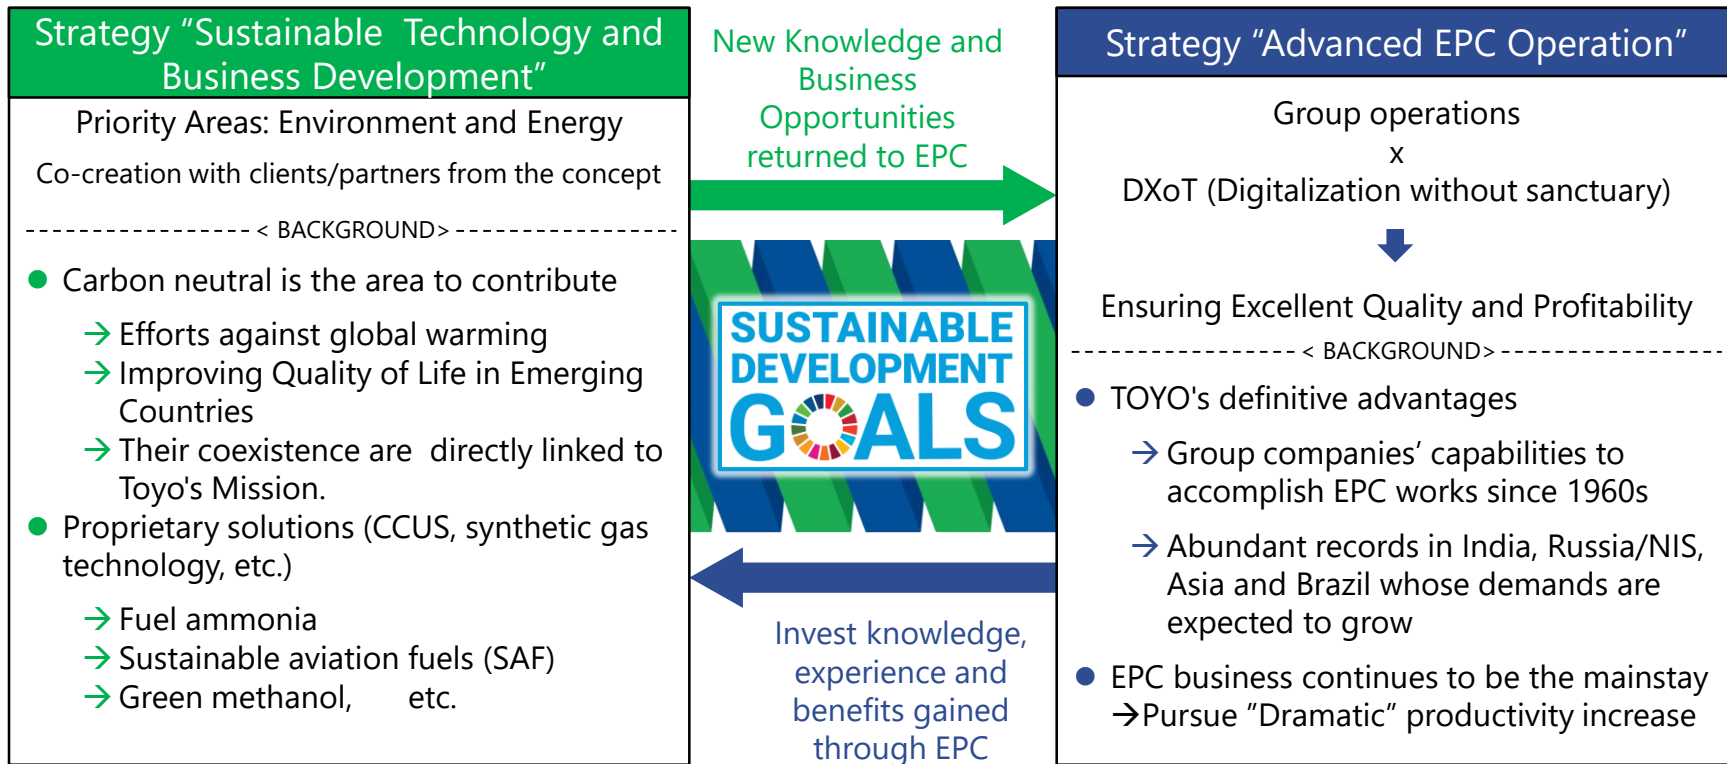 Strategy “Sustainable Technology and
Business Development”
Priority Areas: Environment and Energy
Co-creation with clients/partners from the concept
< BACKGROUND>
Carbon neutral is the area to contribute
→ Efforts against global warming
→ Improving Quality of Life in Emerging
Countries
→ Their coexistence are directly linked to
Toyo's Mission.
Proprietary solutions (CCUS, synthetic gas
technology, etc.)
→ Fuel ammonia
→ Sustainable aviation fuels (SAF)
→ Green methanol, etc.
New Knowledge and
Business
Opportunities
returned to EPC
SUSTAINABLE
DEVELOPMENT
GOALS
Invest knowledge,
experience and
benefits gained
through EPC
Strategy “Advanced EPC Operation”
Group operations
x
DXoT (Digitalization without sanctuary)
Ensuring Excellent Quality and Profitability
< BACKGROUND>
TOYO's definitive advantages
→ Group companies’ capabilities to
accomplish EPC works since 1960s
→ Abundant records in India, Russia/NIS,
Asia and Brazil whose demands are
expected to grow
EPC business continues to be the mainstay
→Pursue ”Dramatic” productivity increase